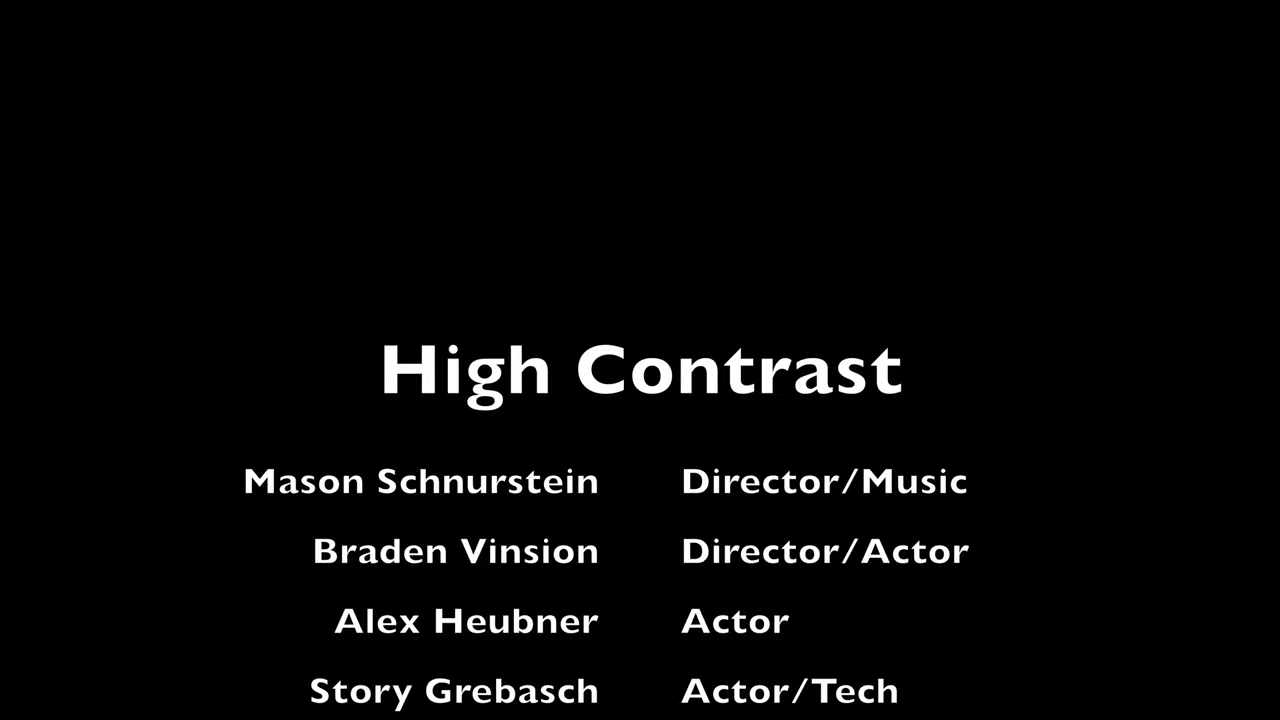 High Contrast
Mason Schnurstein Director/Music
Braden Vinsion Director/Actor
Alex Heubner Actor
Story Grebasch Actor/Tech